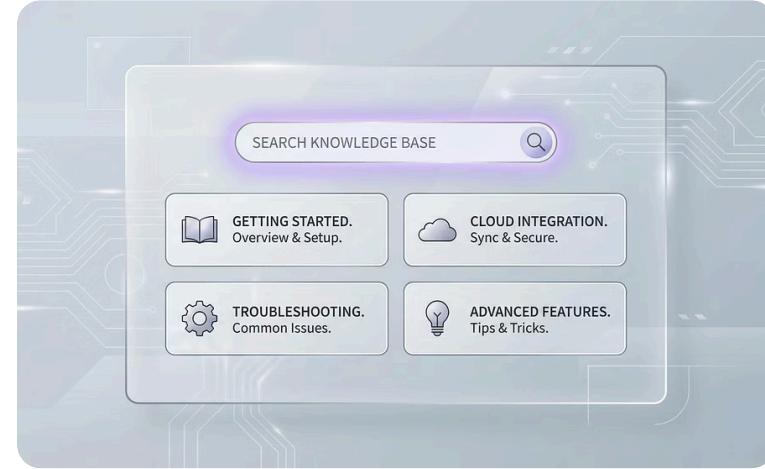 SEARCH KNOWLEDGE BASE
GETTING STARTED.
Overview & Setup.
CLOUD INTEGRATION.
Sync & Secure.
TROUBLESHOOTING.
Common Issues.
ADVANCED FEATURES.
Tips & Tricks.